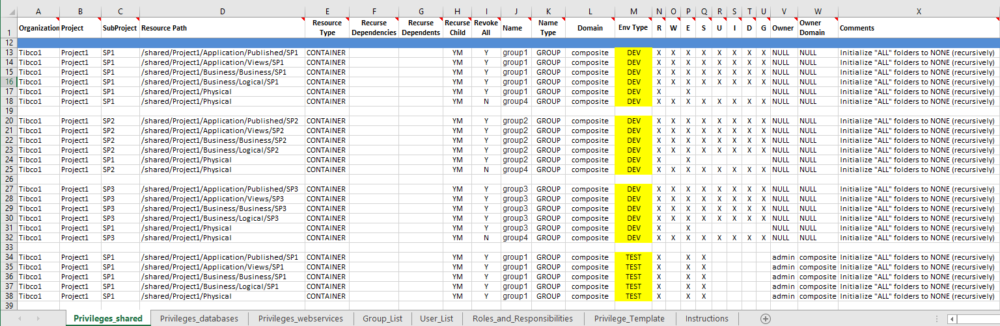 A B C D E F G H I J K L M N O P Q R S T U V W X
1 Organization Project SubProject Resource Path Resource Type Recurse Dependencies Recurse Dependents Recurse Child Revoke All Name Name Type Domain Env Type R W E S U I D G Owner Owner Domain Comments
12
13 Tibco1 Project1 SP1 /shared/Project1/Application/Published/SP1 CONTAINER YM Y group1 GROUP composite DEV X X X X X X X X NULL NULL Initialize "ALL" folders to NONE (recursively)
14 Tibco1 Project1 SP1 /shared/Project1/Application/Views/SP1 CONTAINER YM Y group1 GROUP composite DEV X X X X X X X X NULL NULL Initialize "ALL" folders to NONE (recursively)
15 Tibco1 Project1 SP1 /shared/Project1/Business/Business/SP1 CONTAINER YM Y group1 GROUP composite DEV X X X X X X X X NULL NULL Initialize "ALL" folders to NONE (recursively)
16 Tibco1 Project1 SP1 /shared/Project1/Business/Logical/SP1 CONTAINER YM Y group1 GROUP composite DEV X X X X X X X X NULL NULL Initialize "ALL" folders to NONE (recursively)
17 Tibco1 Project1 SP1 /shared/Project1/Physical CONTAINER YM Y group1 GROUP composite DEV X X NULL NULL Initialize "ALL" folders to NONE (recursively)
18 Tibco1 Project1 SP1 /shared/Project1/Physical CONTAINER YM N group4 GROUP composite DEV X X X X X X X X NULL NULL Initialize "ALL" folders to NONE (recursively)
19
20 Tibco1 Project1 SP2 /shared/Project1/Application/Published/SP2 CONTAINER YM Y group2 GROUP composite DEV X X X X X X X X NULL NULL Initialize "ALL" folders to NONE (recursively)
21 Tibco1 Project1 SP2 /shared/Project1/Application/Views/SP2 CONTAINER YM Y group2 GROUP composite DEV X X X X X X X X NULL NULL Initialize "ALL" folders to NONE (recursively)
22 Tibco1 Project1 SP2 /shared/Project1/Business/Business/SP2 CONTAINER YM Y group2 GROUP composite DEV X X X X X X X X NULL NULL Initialize "ALL" folders to NONE (recursively)
23 Tibco1 Project1 SP2 /shared/Project1/Business/Logical/SP2 CONTAINER YM Y group2 GROUP composite DEV X X X X X X X X NULL NULL Initialize "ALL" folders to NONE (recursively)
24 Tibco1 Project1 SP1 /shared/Project1/Physical CONTAINER YM Y group2 GROUP composite DEV X X NULL NULL Initialize "ALL" folders to NONE (recursively)
25 Tibco1 Project1 SP2 /shared/Project1/Physical CONTAINER YM N group4 GROUP composite DEV X X X X X X X X NULL NULL Initialize "ALL" folders to NONE (recursively)
26
27 Tibco1 Project1 SP3 /shared/Project1/Application/Published/SP3 CONTAINER YM Y group3 GROUP composite DEV X X X X X X X X NULL NULL Initialize "ALL" folders to NONE (recursively)
28 Tibco1 Project1 SP3 /shared/Project1/Application/Views/SP3 CONTAINER YM Y group3 GROUP composite DEV X X X X X X X X NULL NULL Initialize "ALL" folders to NONE (recursively)
29 Tibco1 Project1 SP3 /shared/Project1/Business/Business/SP3 CONTAINER YM Y group3 GROUP composite DEV X X X X X X X X NULL NULL Initialize "ALL" folders to NONE (recursively)
30 Tibco1 Project1 SP3 /shared/Project1/Business/Logical/SP3 CONTAINER YM Y group3 GROUP composite DEV X X X X X X X X NULL NULL Initialize "ALL" folders to NONE (recursively)
31 Tibco1 Project1 SP1 /shared/Project1/Physical CONTAINER YM Y group3 GROUP composite DEV X X NULL NULL Initialize "ALL" folders to NONE (recursively)
32 Tibco1 Project1 SP3 /shared/Project1/Physical CONTAINER YM N group4 GROUP composite DEV X X X X X X X X NULL NULL Initialize "ALL" folders to NONE (recursively)
33
34 Tibco1 Project1 SP1 /shared/Project1/Application/Published/SP1 CONTAINER YM Y group1 GROUP composite TEST X X X admin composite Initialize "ALL" folders to NONE (recursively)
35 Tibco1 Project1 SP1 /shared/Project1/Application/Views/SP1 CONTAINER YM Y group1 GROUP composite TEST X X X admin composite Initialize "ALL" folders to NONE (recursively)
36 Tibco1 Project1 SP1 /shared/Project1/Business/Business/SP1 CONTAINER YM Y group1 GROUP composite TEST X X X admin composite Initialize "ALL" folders to NONE (recursively)
37 Tibco1 Project1 SP1 /shared/Project1/Business/Logical/SP1 CONTAINER YM Y group1 GROUP composite TEST X X X admin composite Initialize "ALL" folders to NONE (recursively)
38 Tibco1 Project1 SP1 /shared/Project1/Physical CONTAINER YM Y group1 GROUP composite TEST X X X admin composite Initialize "ALL" folders to NONE (recursively)
39
Privileges_shared Privileges_databases Privileges_webservices Group_List User_List Roles_and_Responsibilities Privilege_Template Instructions